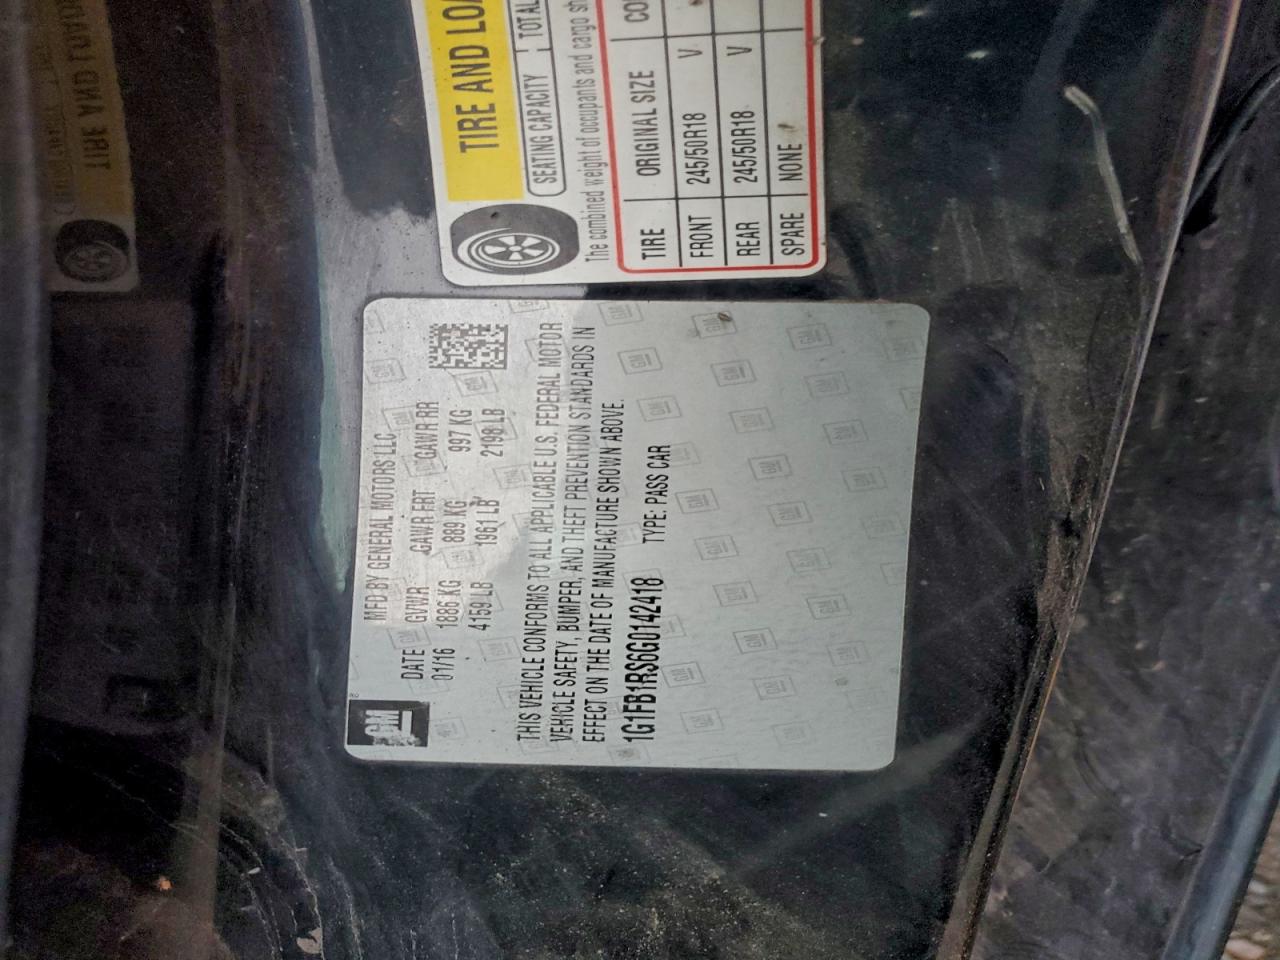 GM
MFD BY GENERAL MOTORS LLC
DATE GVWR GAWR FRT GAWR RR
01/16 1886 KG 889 KG 997 KG
4159 LB 1961 LB 2198 LB
THIS VEHICLE CONFORMS TO ALL APPLICABLE U.S. FEDERAL MOTOR
VEHICLE SAFETY, BUMPER, AND THEFT PREVENTION STANDARDS IN
EFFECT ON THE DATE OF MANUFACTURE SHOWN ABOVE.
1G1FB1RS6G0142418 TYPE: PASS CAR
TIRE AND
SEATING CAPACITY TOTAL
The combined weight of occupants and cargo
TIRE ORIGINAL SIZE
FRONT 245/50R18 V
REAR 245/50R18 V
SPARE NONE